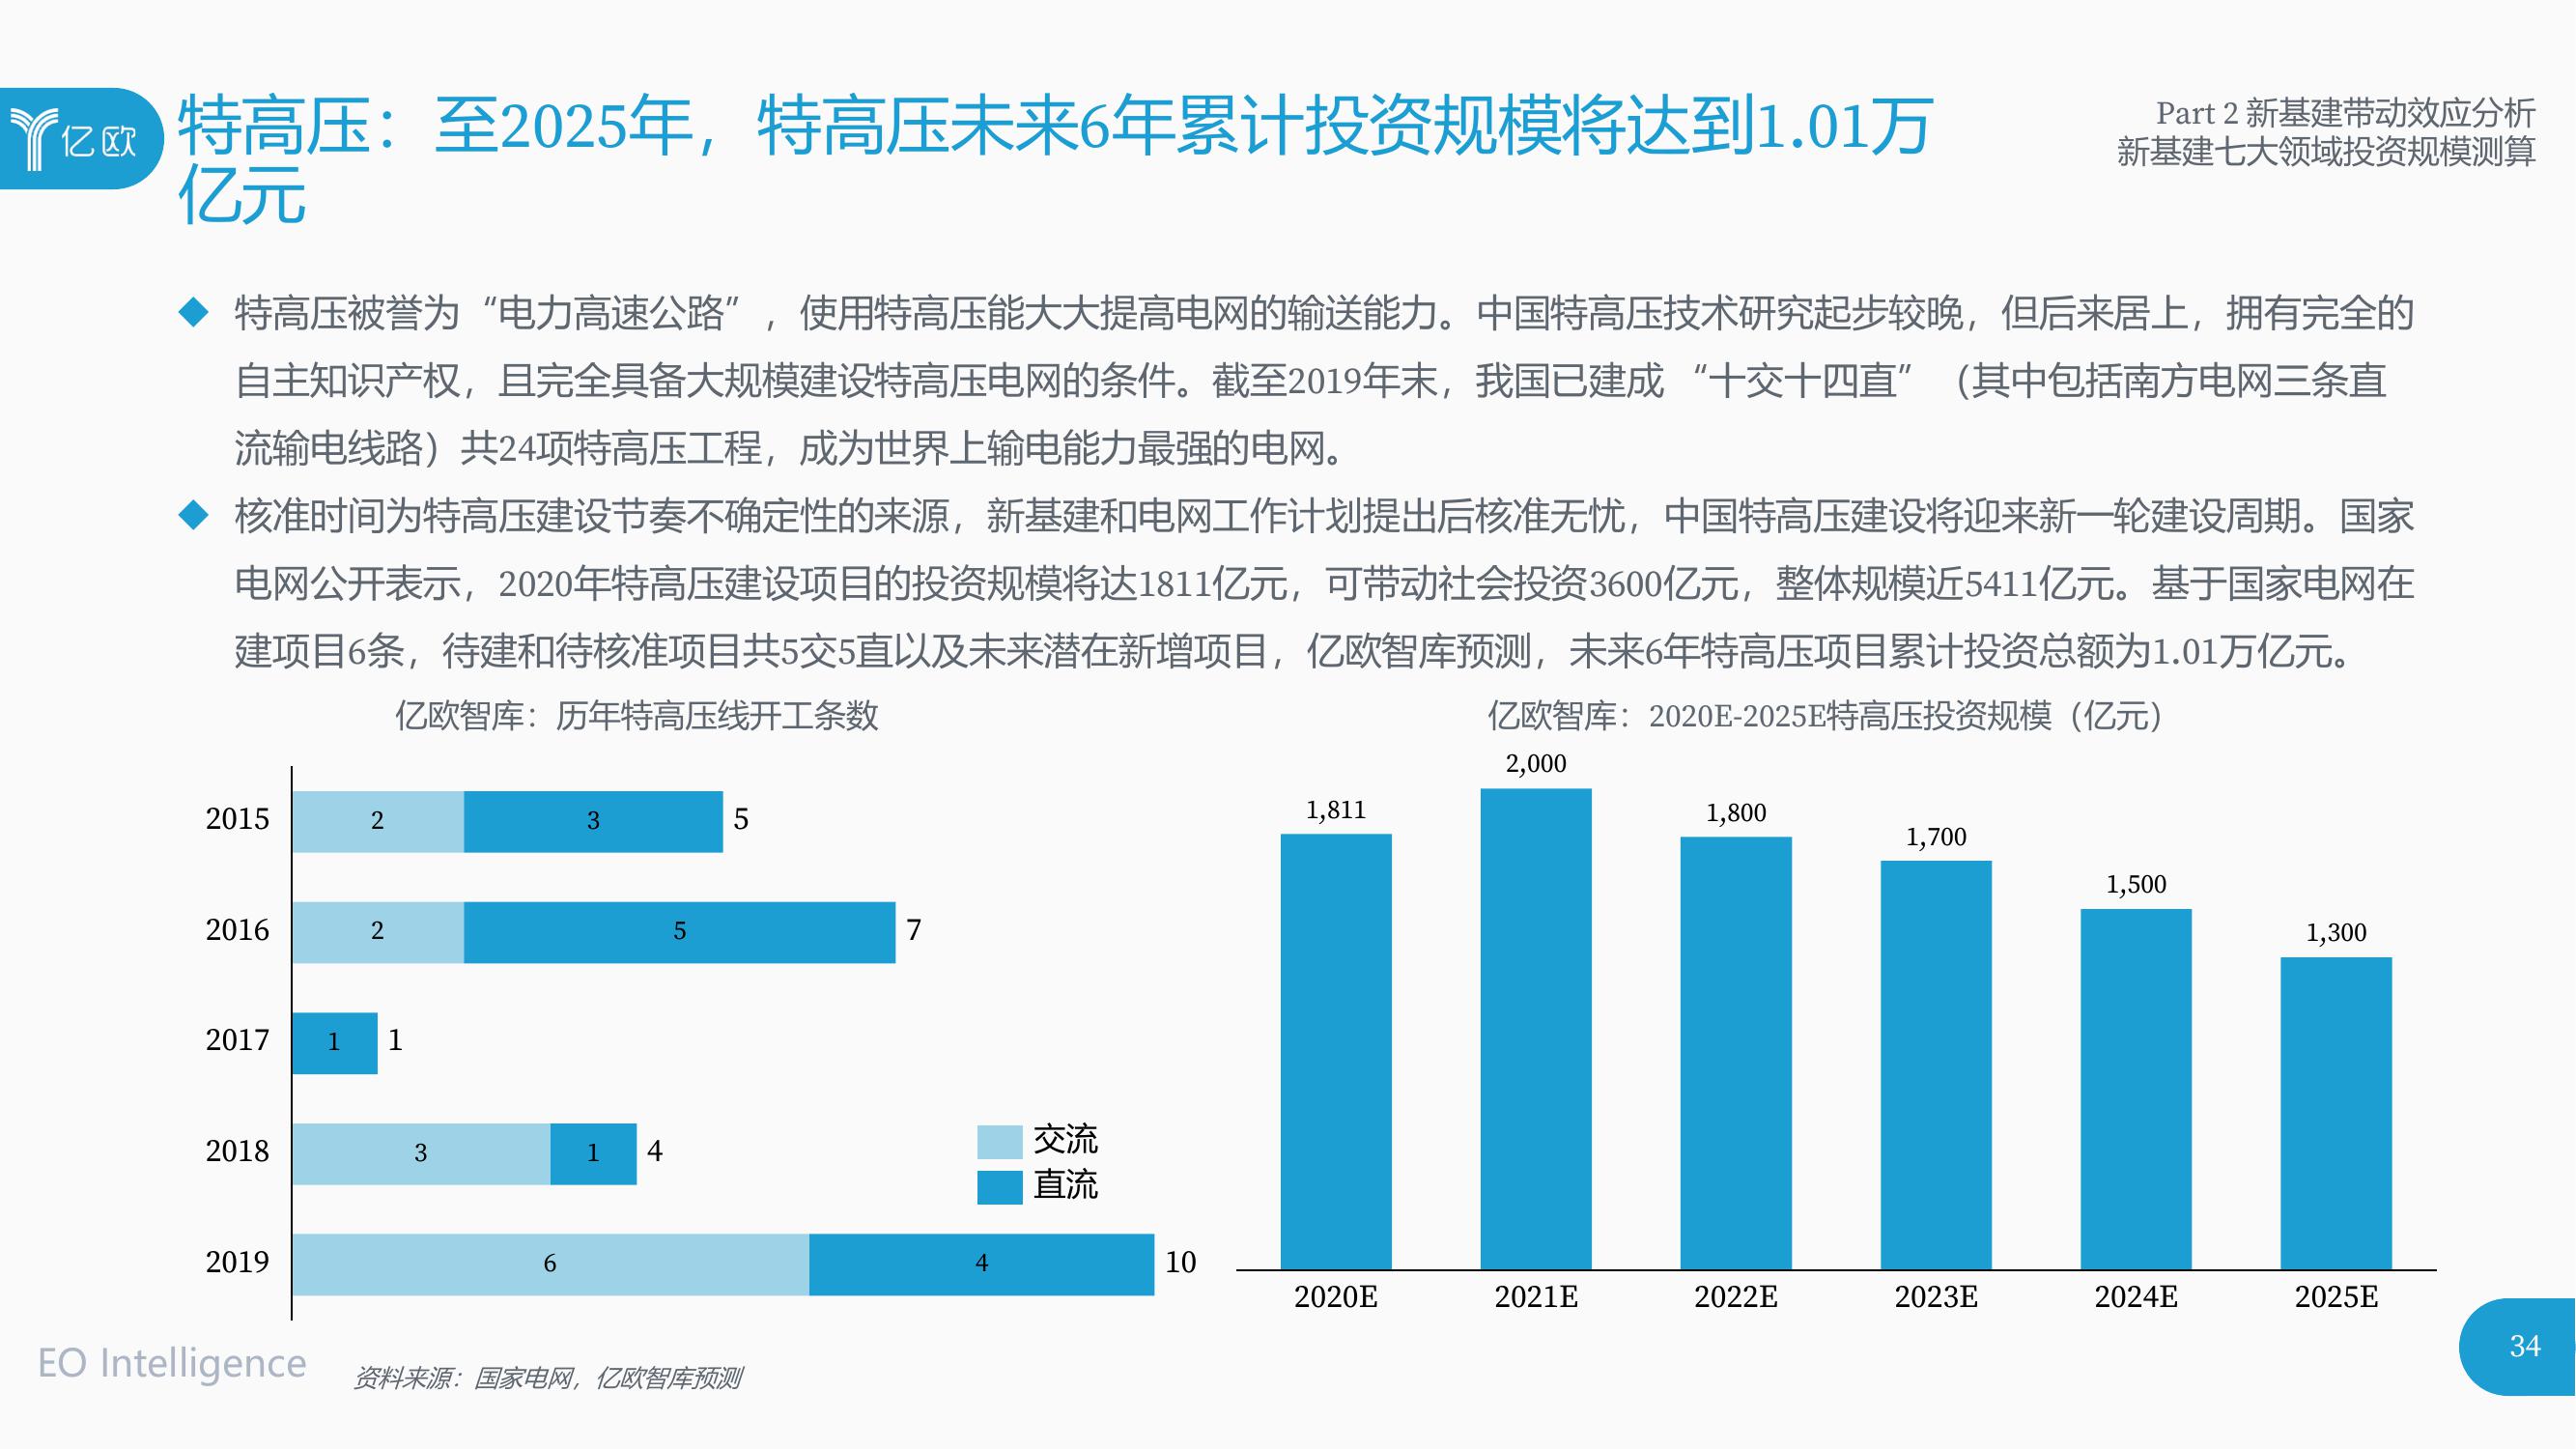 亿欧
特高压：至2025年，特高压未来6年累计投资规模将达到1.01万
亿元
Part 2 新基建带动效应分析
新基建七大领域投资规模测算
特高压被誉为“电力高速公路”，使用特高压能大大提高电网的输送能力。中国特高压技术研究起步较晚，但后来居上，拥有完全的
自主知识产权，且完全具备大规模建设特高压电网的条件。截至2019年末，我国已建成 “十交十四直” （其中包括南方电网三条直
流输电线路）共24项特高压工程，成为世界上输电能力最强的电网。
核准时间为特高压建设节奏不确定性的来源，新基建和电网工作计划提出后核准无忧，中国特高压建设将迎来新一轮建设周期。国家
电网公开表示，2020年特高压建设项目的投资规模将达1811亿元，可带动社会投资3600亿元，整体规模近5411亿元。基于国家电网在
建项目6条，待建和待核准项目共5交5直以及未来潜在新增项目，亿欧智库预测，未来6年特高压项目累计投资总额为1.01万亿元。
亿欧智库：历年特高压线开工条数
2015 2 3 5
2016 2 5 7
2017 1 1
2018 3 1 4
交流
直流
2019 6 4 10
亿欧智库：2020E-2025E特高压投资规模（亿元）
1,811 2,000 1,800 1,700 1,500 1,300
2020E 2021E 2022E 2023E 2024E 2025E
EO Intelligence
资料来源：国家电网，亿欧智库预测
34